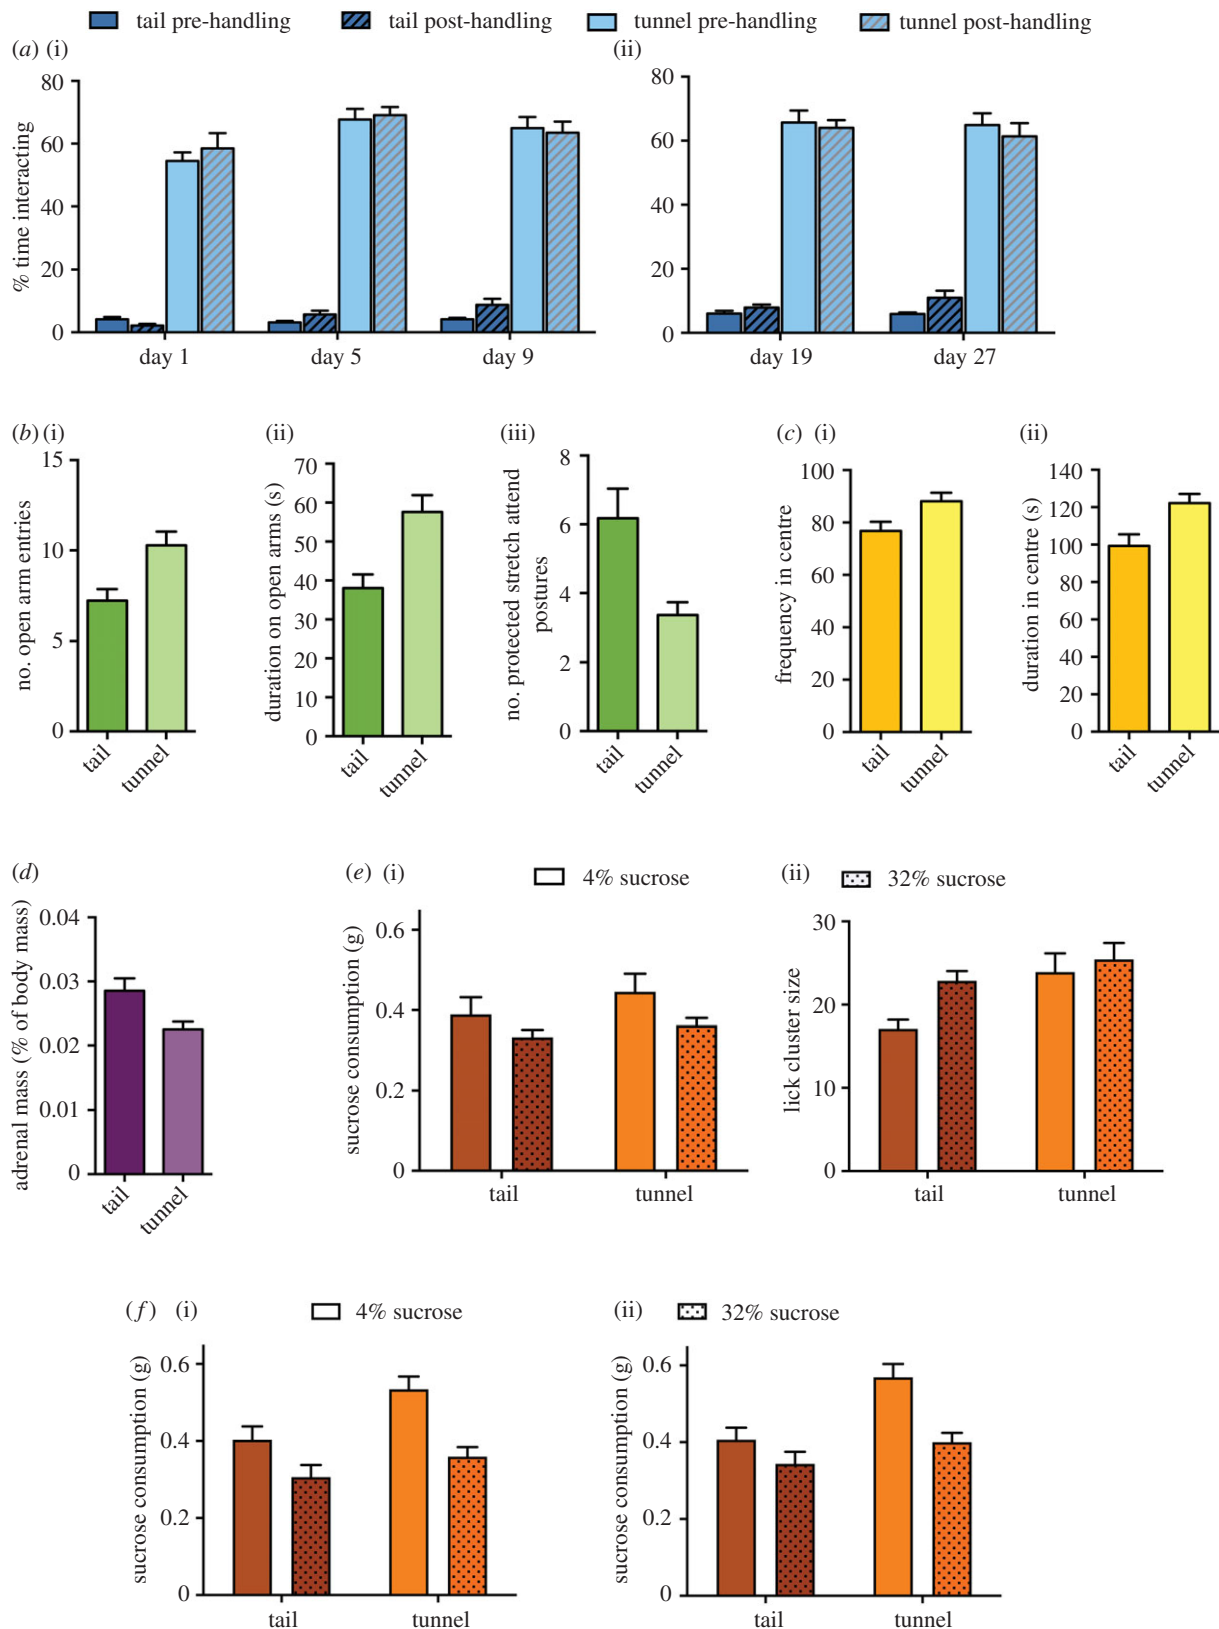 tail pre-handling tail post-handling tunnel pre-handling tunnel post-handling
(a) (i)
% time interacting
80
60
40
20
0
day 1 day 5 day 9
(ii)
80
60
40
20
0
day 19 day 27
(b) (i)
no. open arm entries
15
10
5
0
tail
tunnel
(ii)
duration on open arms (s)
70
60
50
40
30
20
10
0
tail
tunnel
(iii)
no. protected stretch attend
postures
8
6
4
2
0
tail
tunnel
(c) (i)
frequency in centre
100
80
60
40
20
0
tail
tunnel
(ii)
duration in centre (s)
140
120
100
80
60
40
20
0
tail
tunnel
(d)
adrenal mass (% of body mass)
0.04
0.03
0.02
0.01
0
tail
tunnel
(e) (i)
4% sucrose
32% sucrose
sucrose consumption (g)
0.6
0.4
0.2
0
tail tunnel
(ii)
lick cluster size
30
20
10
0
tail tunnel
(f) (i)
4% sucrose
32% sucrose
sucrose consumption (g)
0.6
0.4
0.2
0
tail tunnel
(ii)
sucrose consumption (g)
0.6
0.4
0.2
0
tail tunnel